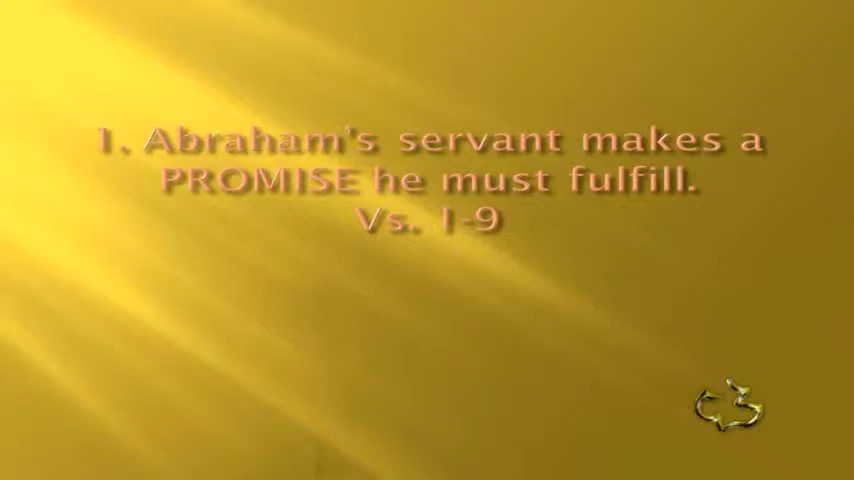 1. Abraham's servant makes a
PROMISE he must fulfill.
Vs. 1-9